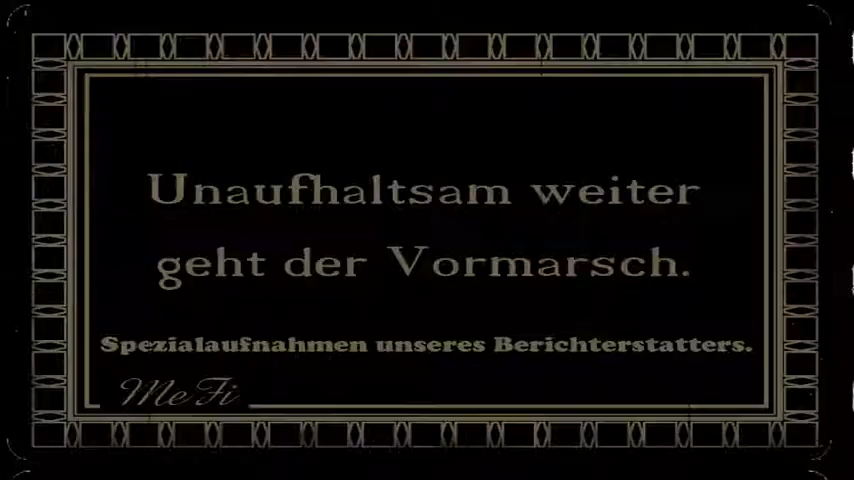 Unaufhaltsam weiter
geht der Vormarsch.
Spezialaufnahmen unseres Berichterstatters.
MeFi